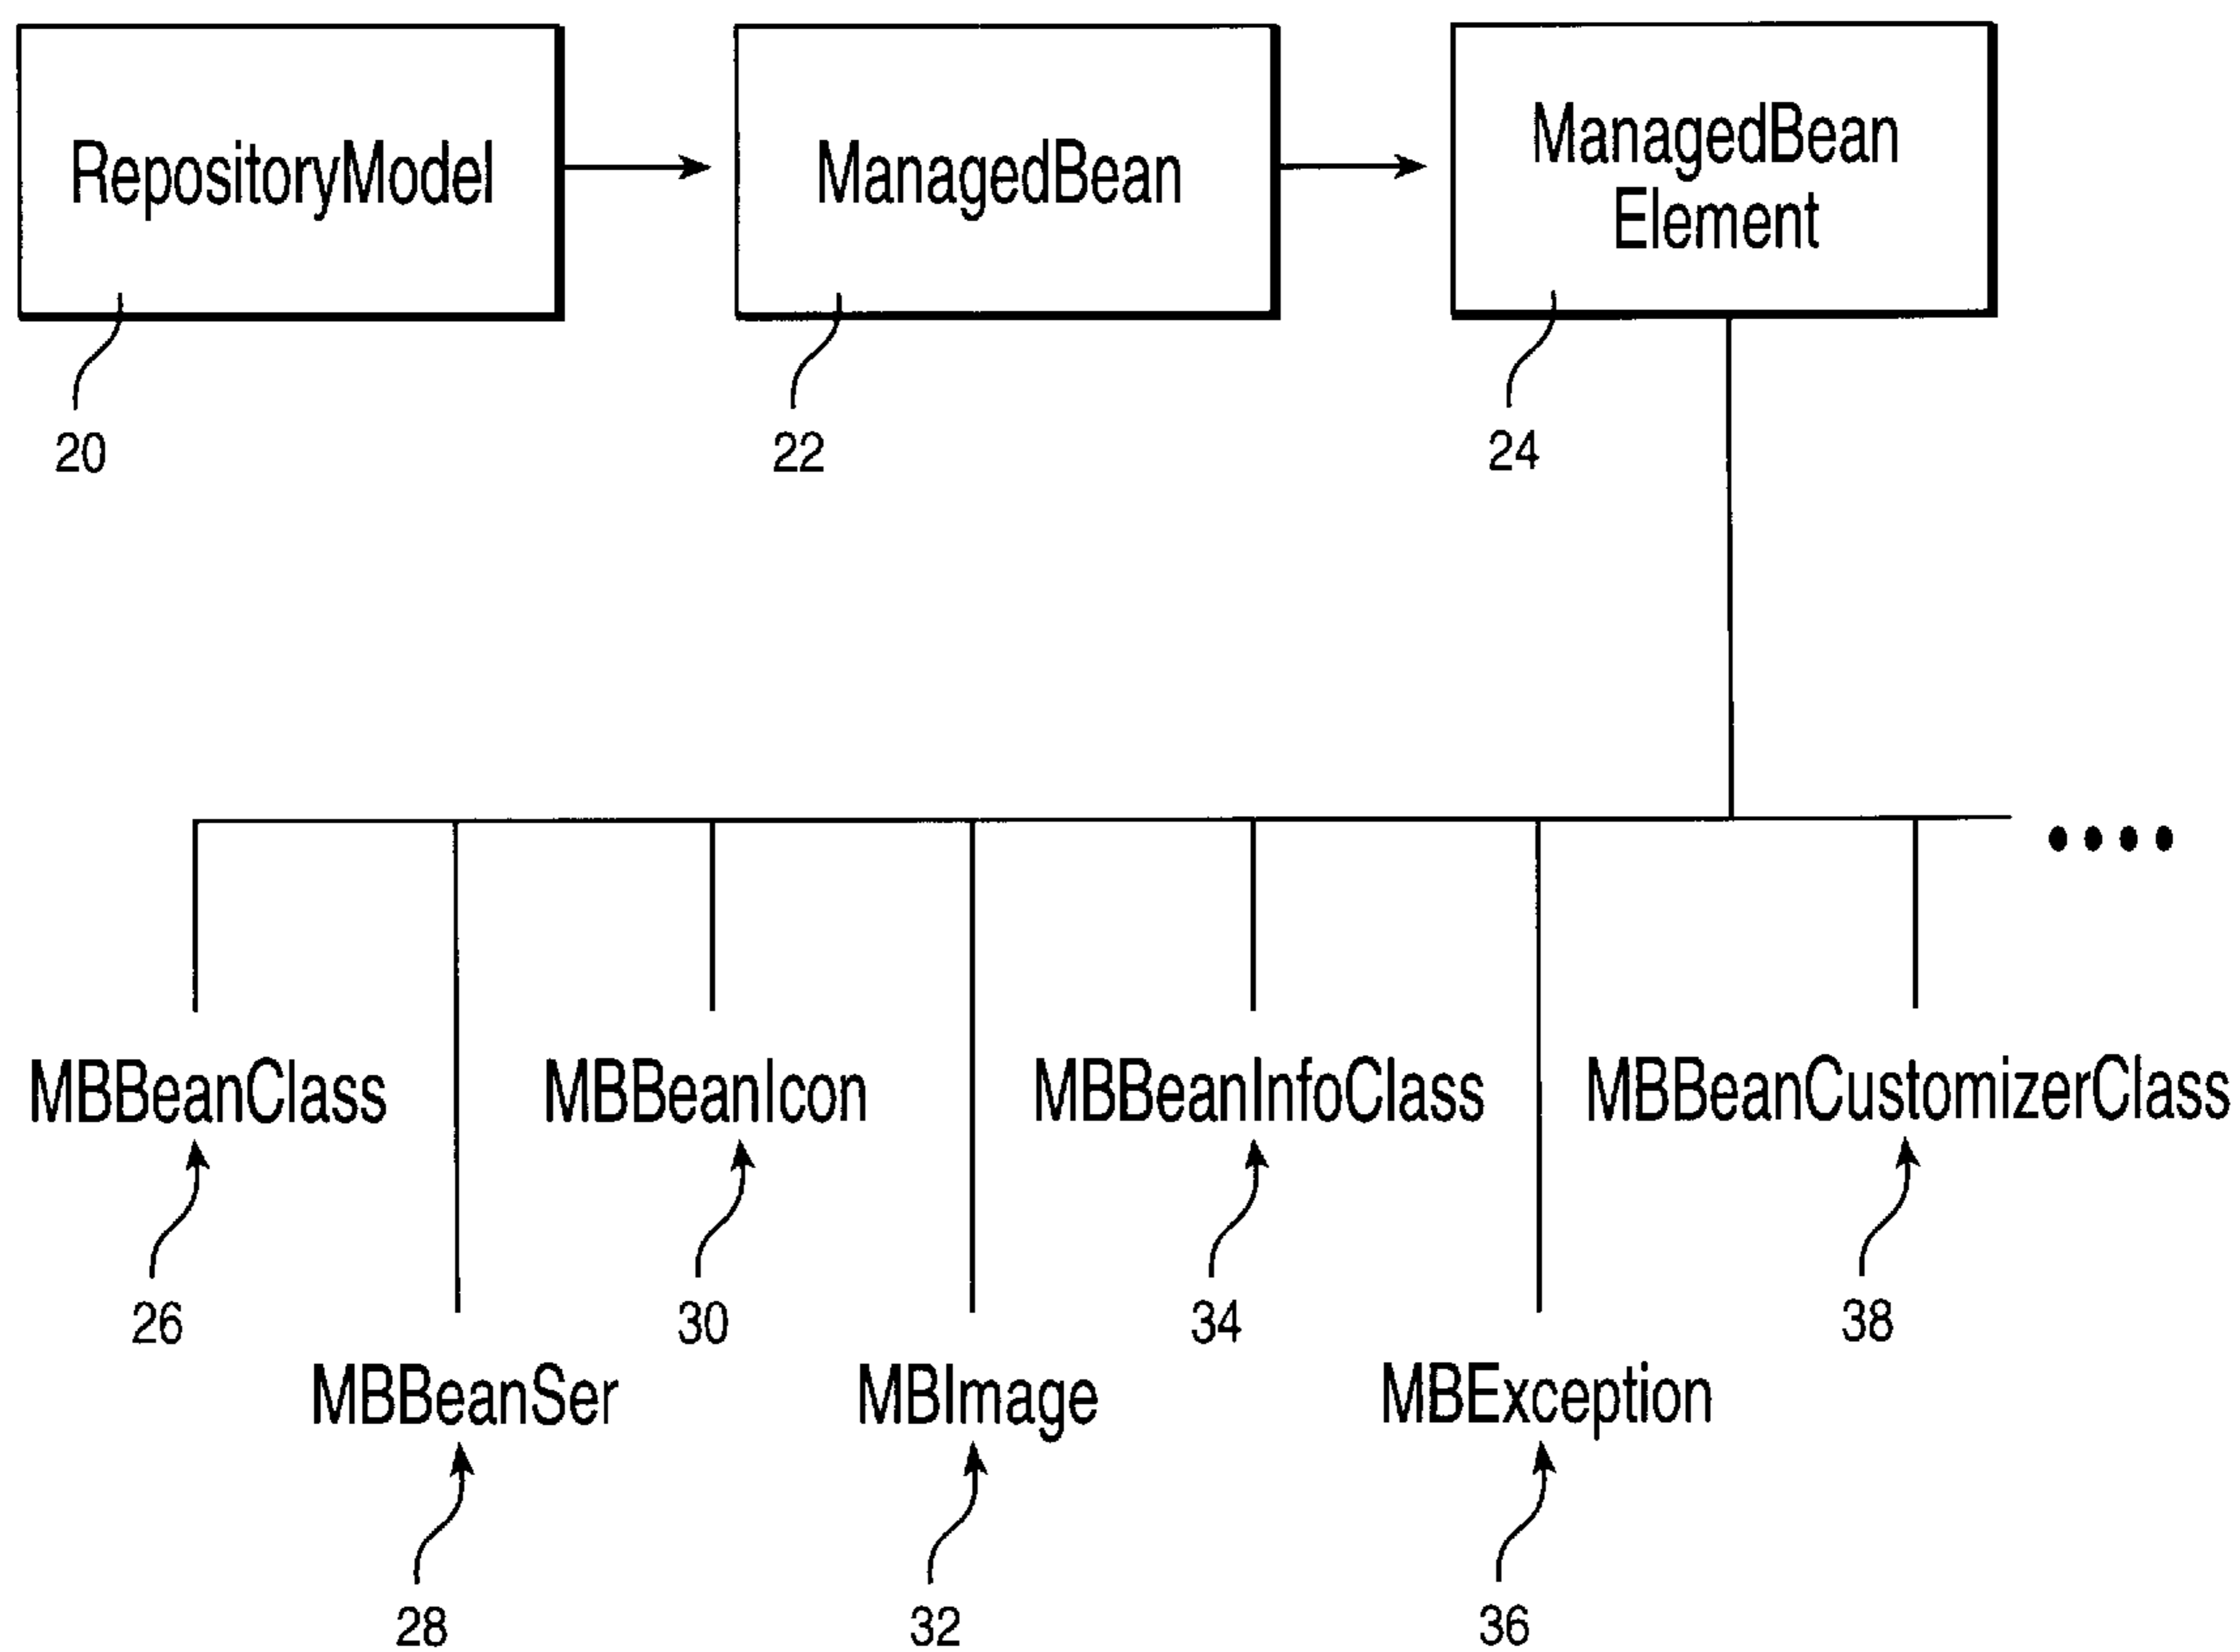 RepositoryModel
ManagedBean
ManagedBean
Element
20
22
24
MBBeanClass
MBBeanIcon
MBBeanInfoClass
MBBeanCustomizerClass
26
30
34
38
MBBeanSer
MBImage
MBException
28
32
36